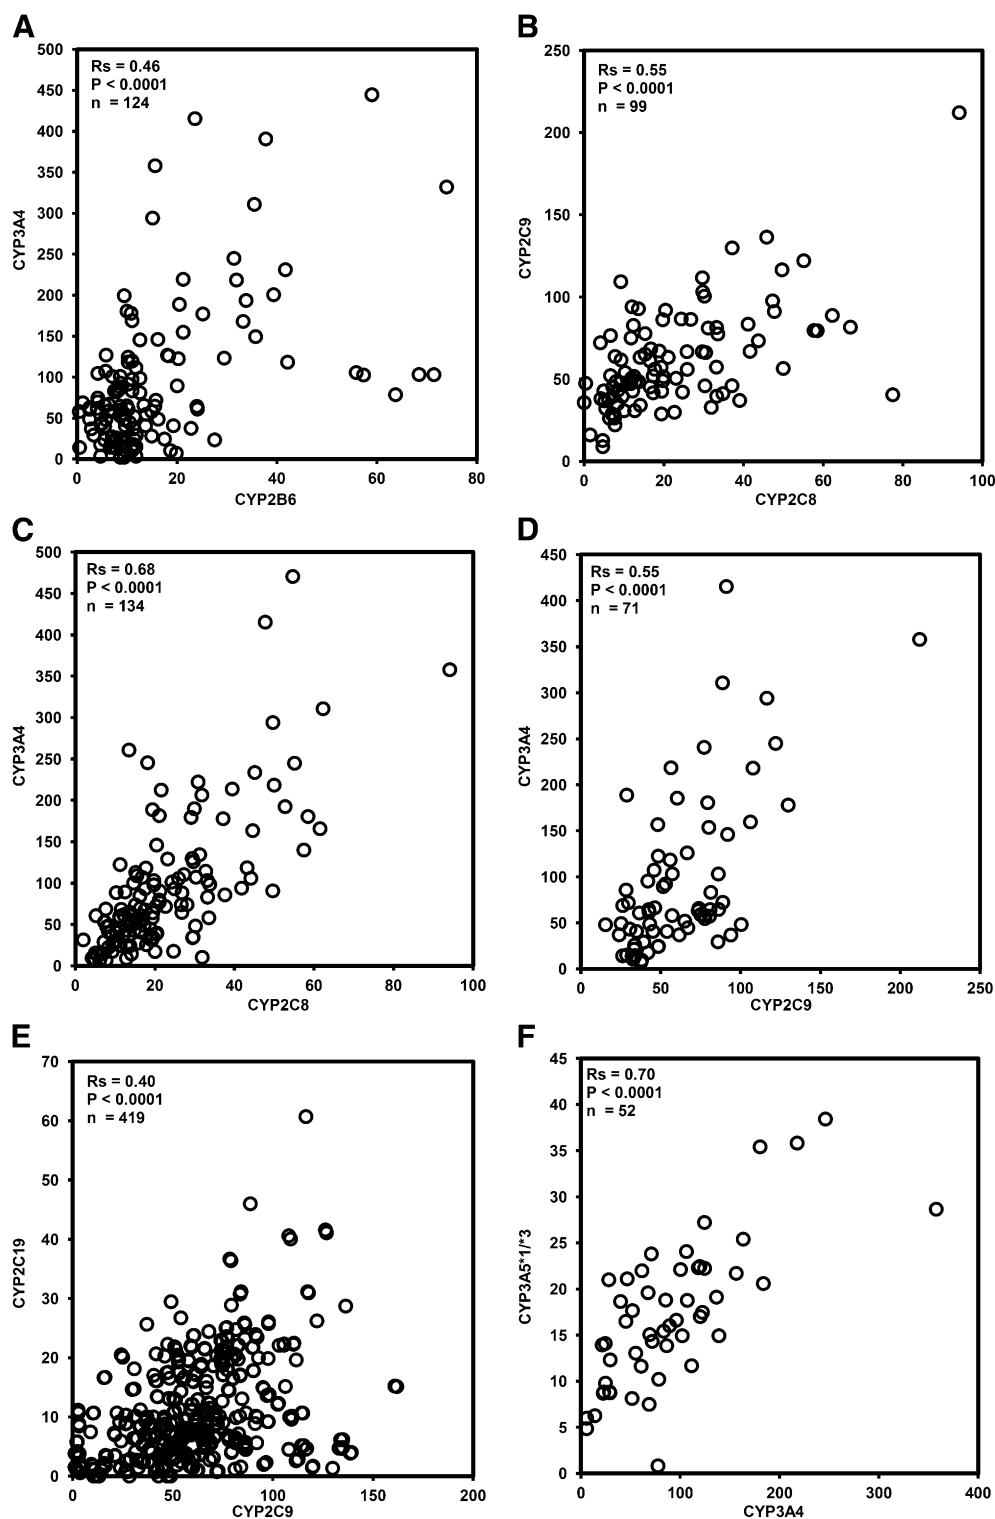 A
500
450
400
350
300
250
200
150
100
50
0
Rs = 0.46
P < 0.0001
n = 124
CYP3A4
0 20 40 60 80
CYP2B6
B
250
200
150
100
50
0
Rs = 0.55
P < 0.0001
n = 99
CYP2C9
0 20 40 60 80 100
CYP2C8
C
500
450
400
350
300
250
200
150
100
50
0
Rs = 0.68
P < 0.0001
n = 134
CYP3A4
0 20 40 60 80 100
CYP2C8
D
450
400
350
300
250
200
150
100
50
0
Rs = 0.55
P < 0.0001
n = 71
CYP3A4
0 50 100 150 200 250
CYP2C9
E
70
60
50
40
30
20
10
0
Rs = 0.40
P < 0.0001
n = 419
CYP2C19
0 50 100 150 200
CYP2C9
F
45
40
35
30
25
20
15
10
5
0
Rs = 0.70
P < 0.0001
n = 52
CYP3A5*1/*3
0 100 200 300 400
CYP3A4